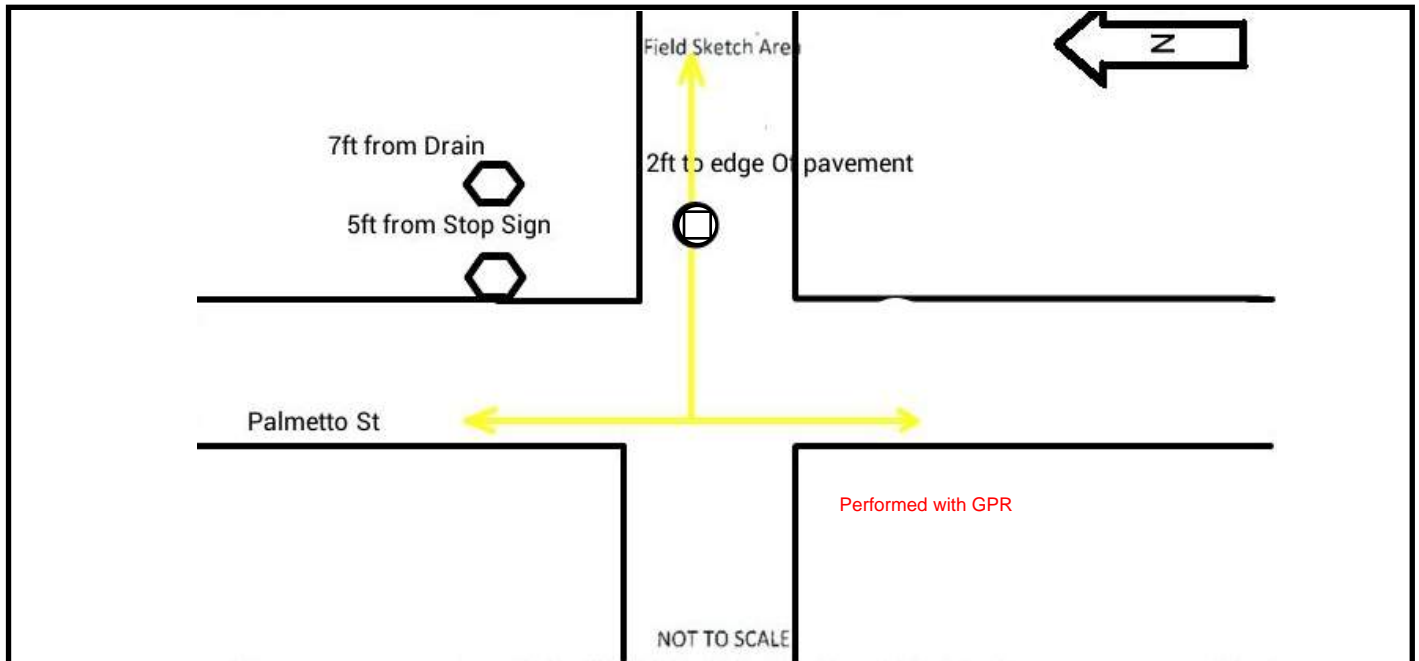 Field Sketch Area
N
7ft from Drain
2ft to edge Of pavement
5ft from Stop Sign
Palmetto St
Performed with GPR
NOT TO SCALE